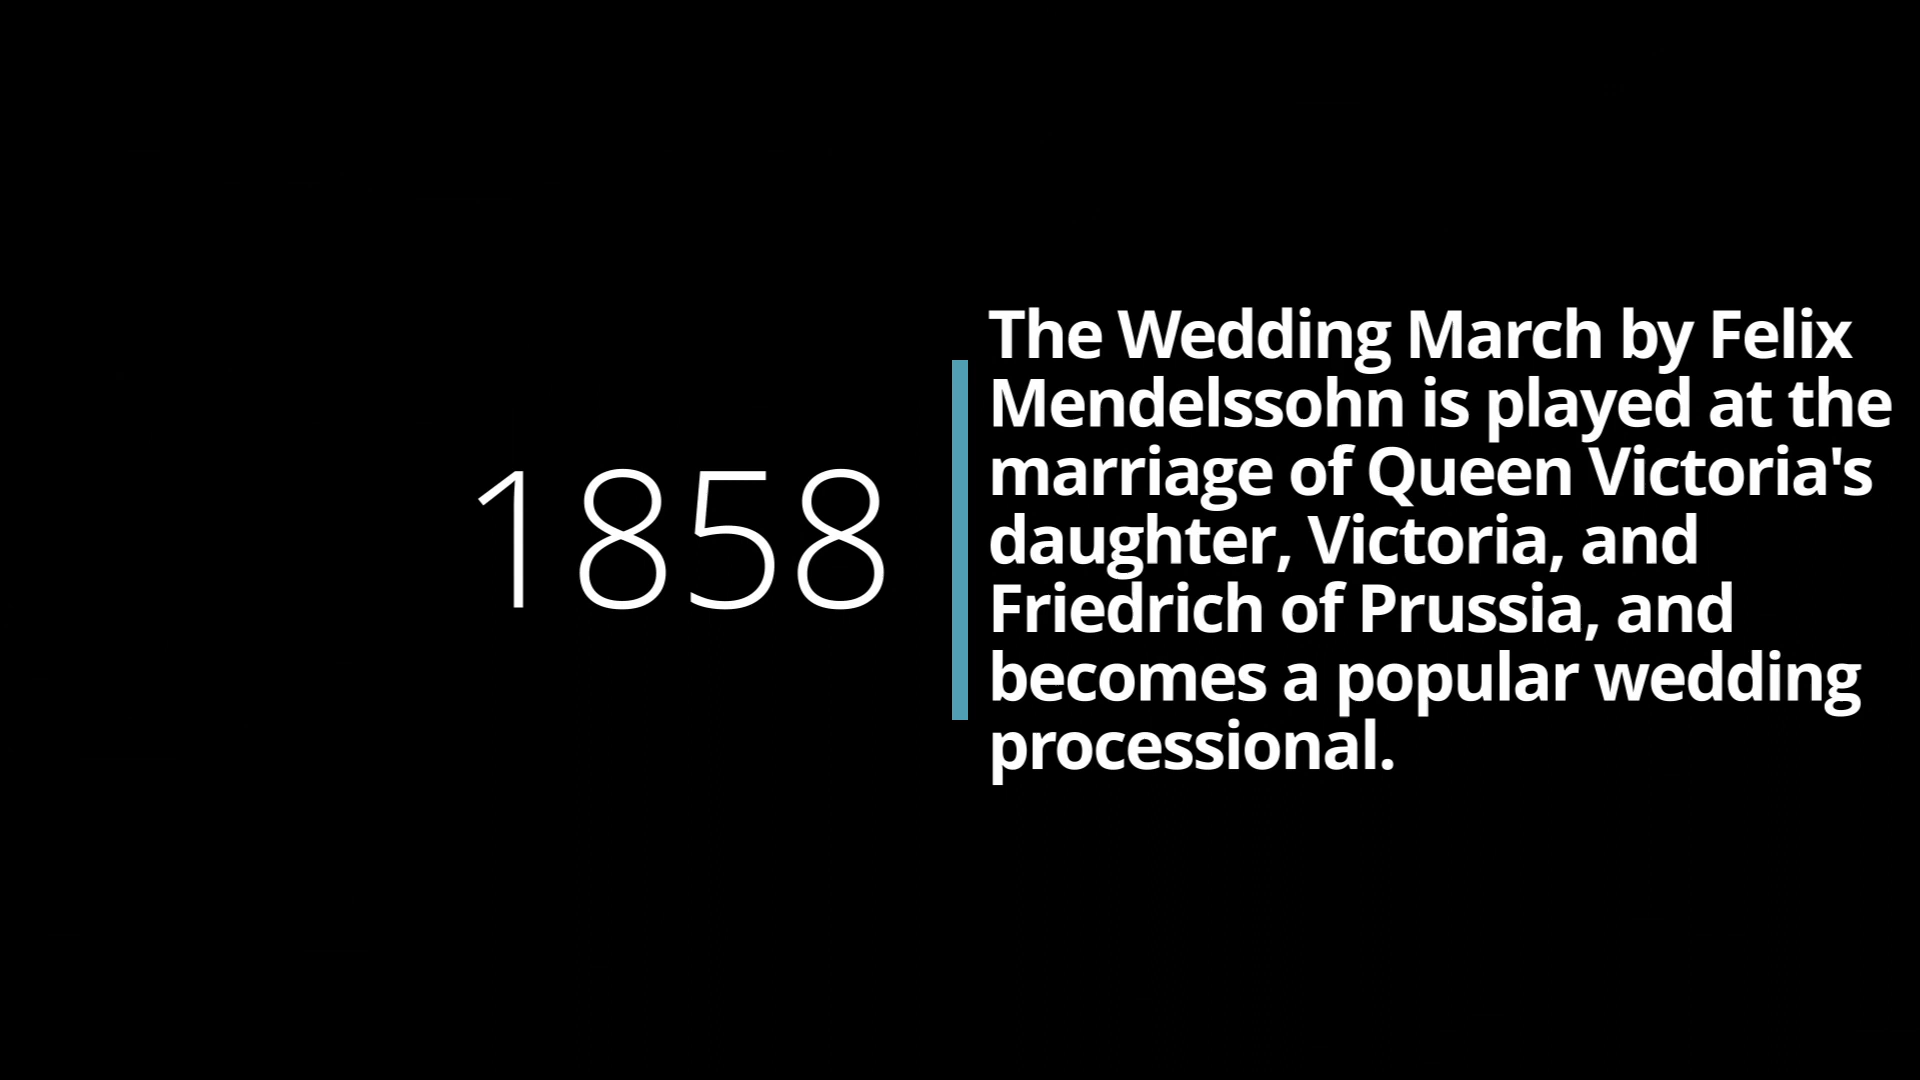 1858
The Wedding March by Felix
Mendelssohn is played at the
marriage of Queen Victoria's
daughter, Victoria, and
Friedrich of Prussia, and
becomes a popular wedding
processional.